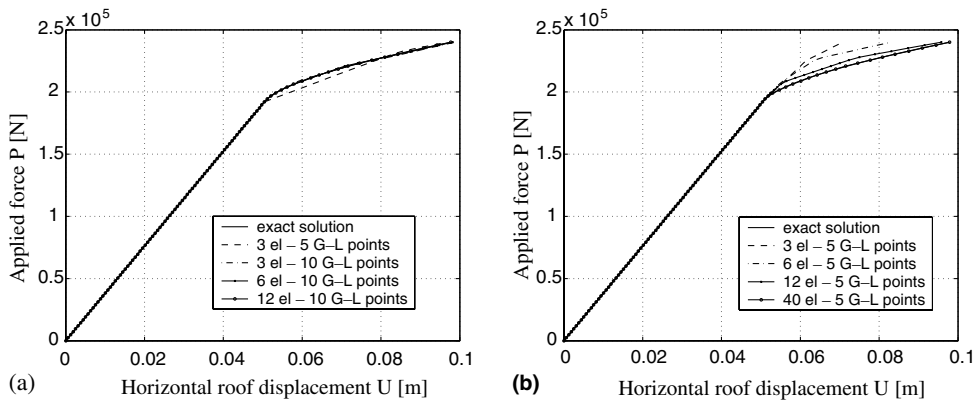 2.5 x 10⁵
2
1.5
1
0.5
0
0 0.02 0.04 0.06 0.08 0.1
Applied force P [N]
Horizontal roof displacement U [m]
exact solution
3 el – 5 G–L points
3 el – 10 G–L points
6 el – 10 G–L points
12 el – 10 G–L points
(a)
2.5 x 10⁵
2
1.5
1
0.5
0
0 0.02 0.04 0.06 0.08 0.1
Applied force P [N]
Horizontal roof displacement U [m]
exact solution
3 el – 5 G–L points
6 el – 5 G–L points
12 el – 5 G–L points
40 el – 5 G–L points
(b)